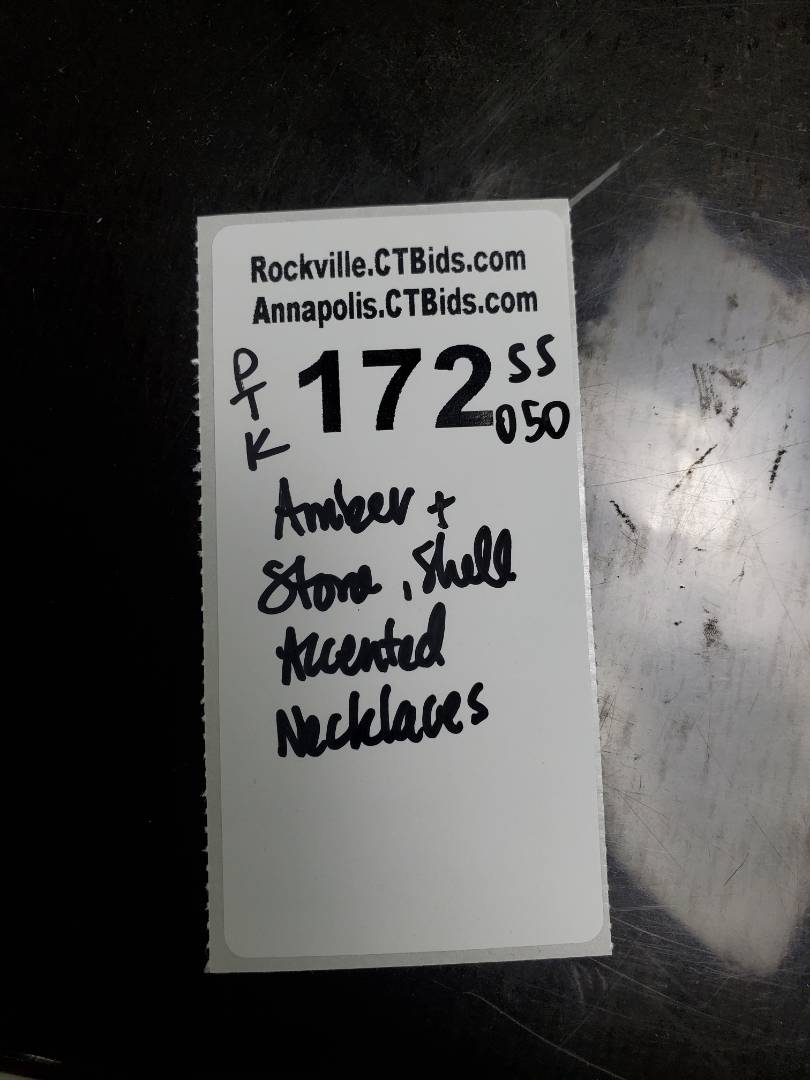 Rockville.CTBids.com
Annapolis.CTBids.com
P 172 SS
T 050
K
Amber +
Stone, Shell
Accented
Necklaces